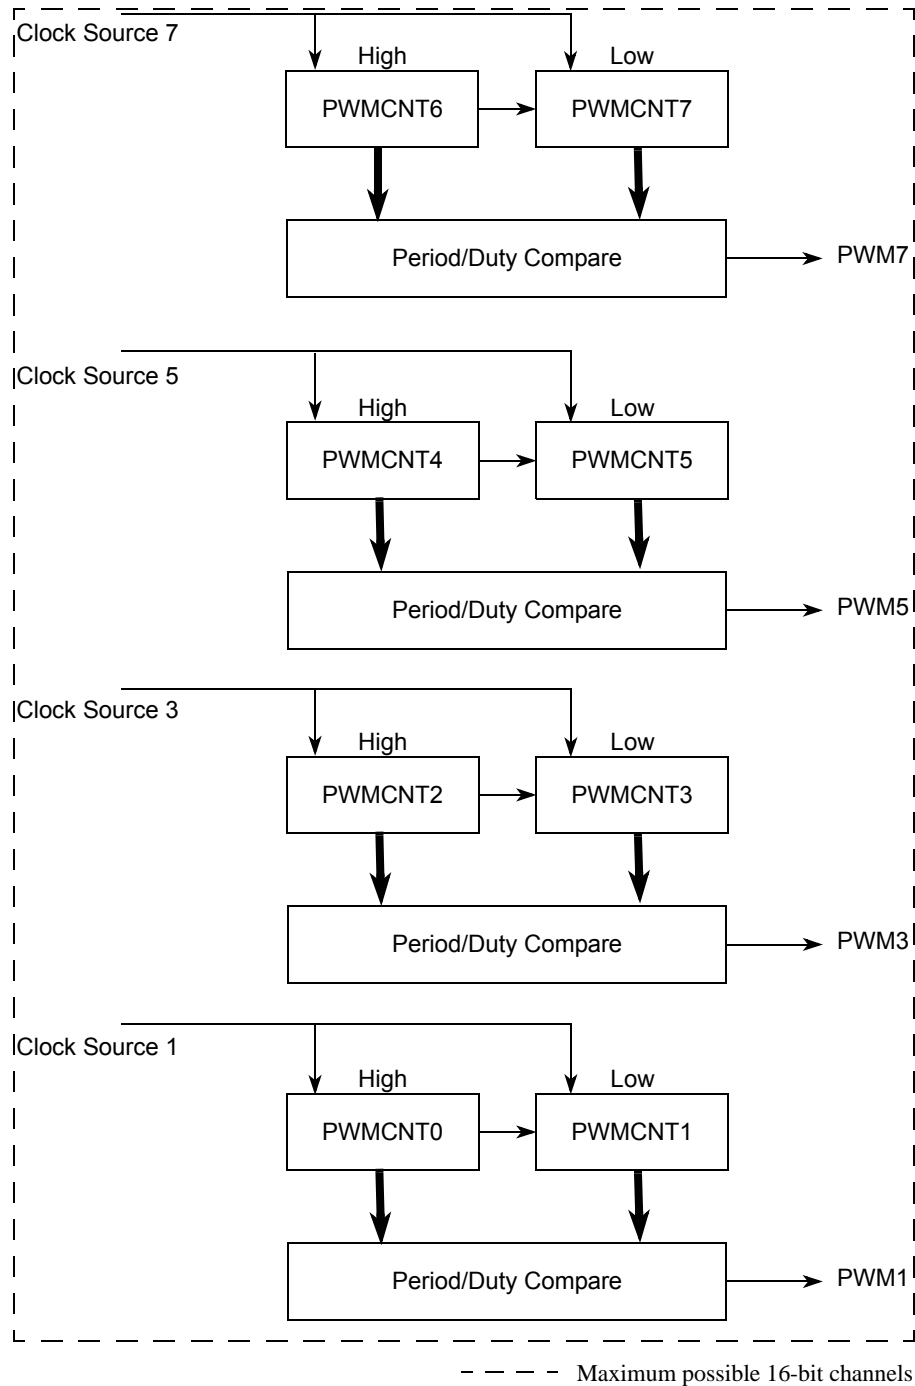 Clock Source 7
High Low
PWMCNT6 PWMCNT7
Period/Duty Compare PWM7
Clock Source 5
High Low
PWMCNT4 PWMCNT5
Period/Duty Compare PWM5
Clock Source 3
High Low
PWMCNT2 PWMCNT3
Period/Duty Compare PWM3
Clock Source 1
High Low
PWMCNT0 PWMCNT1
Period/Duty Compare PWM1
Maximum possible 16-bit channels